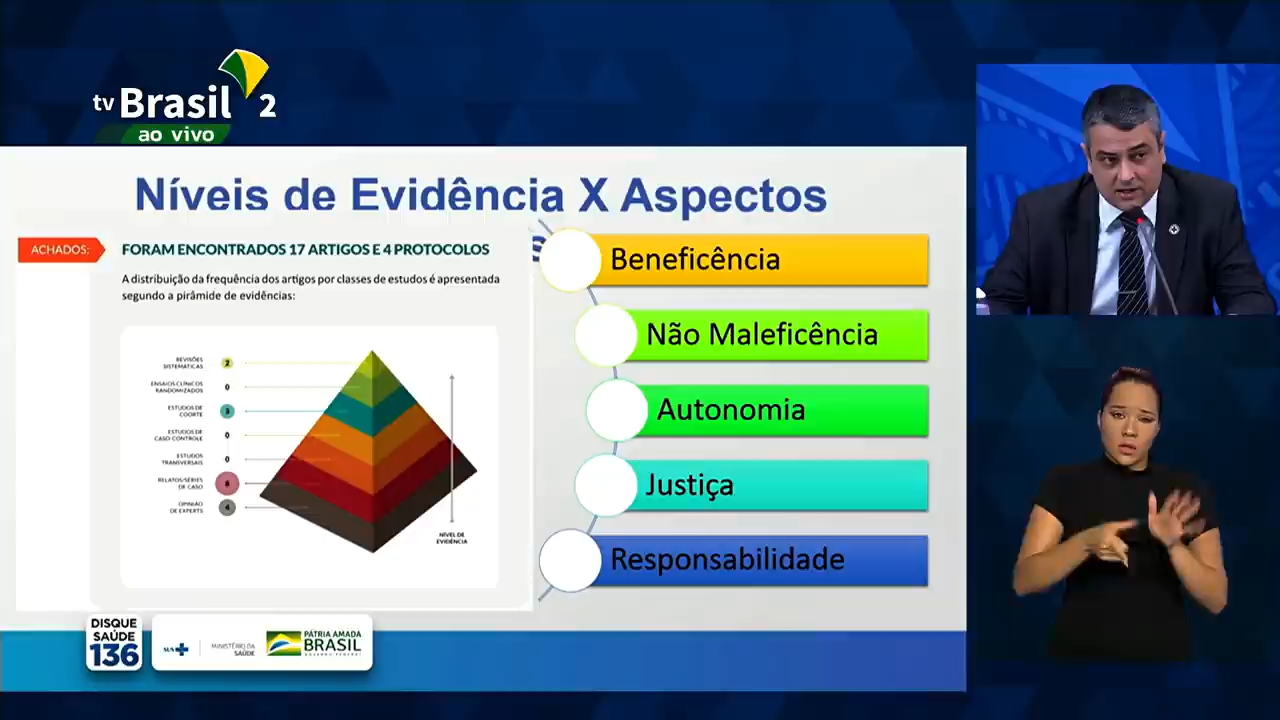 tv Brasil 2
ao vivo
Níveis de Evidência X Aspectos
ACHADOS:
FORAM ENCONTRADOS 17 ARTIGOS E 4 PROTOCOLOS
A distribuição da frequência dos artigos por classes de estudos é apresentada
segundo a pirâmide de evidências:
REVISÕES
SISTEMÁTICAS
2
ENSAIOS CLÍNICOS
RANDOMIZADOS
0
ESTUDOS DE
COORTE
3
ESTUDOS DE
CASO CONTROLE
0
ESTUDOS
TRANSVERSAIS
0
RELATOS/SÉRIES
DE CASO
8
OPINIÃO
DE EXPERTS
4
NÍVEL DE
EVIDÊNCIA
Beneficência
Não Maleficência
Autonomia
Justiça
Responsabilidade
DISQUE
SAÚDE
136
SUS
MINISTÉRIO DA
SAÚDE
PÁTRIA AMADA
BRASIL
GOVERNO FEDERAL